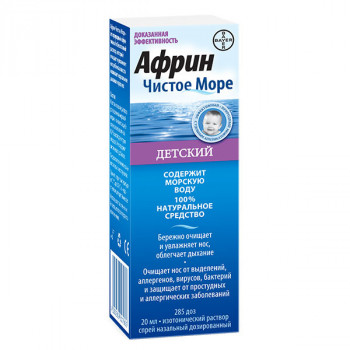 ДОКАЗАННАЯ
ЭФФЕКТИВНОСТЬ
BAYER
Африн
Чистое Море
ДЕТСКИЙ
СОДЕРЖИТ
МОРСКУЮ
ВОДУ
100%
НАТУРАЛЬНОЕ
СРЕДСТВО
Бережно очищает
и увлажняет нос,
облегчает дыхание
Очищает нос от выделений,
аллергенов, вирусов, бактерий
и защищает от простудных
и аллергических заболеваний
285 доз
20 мл • изотонический раствор
спрей назальный дозированный